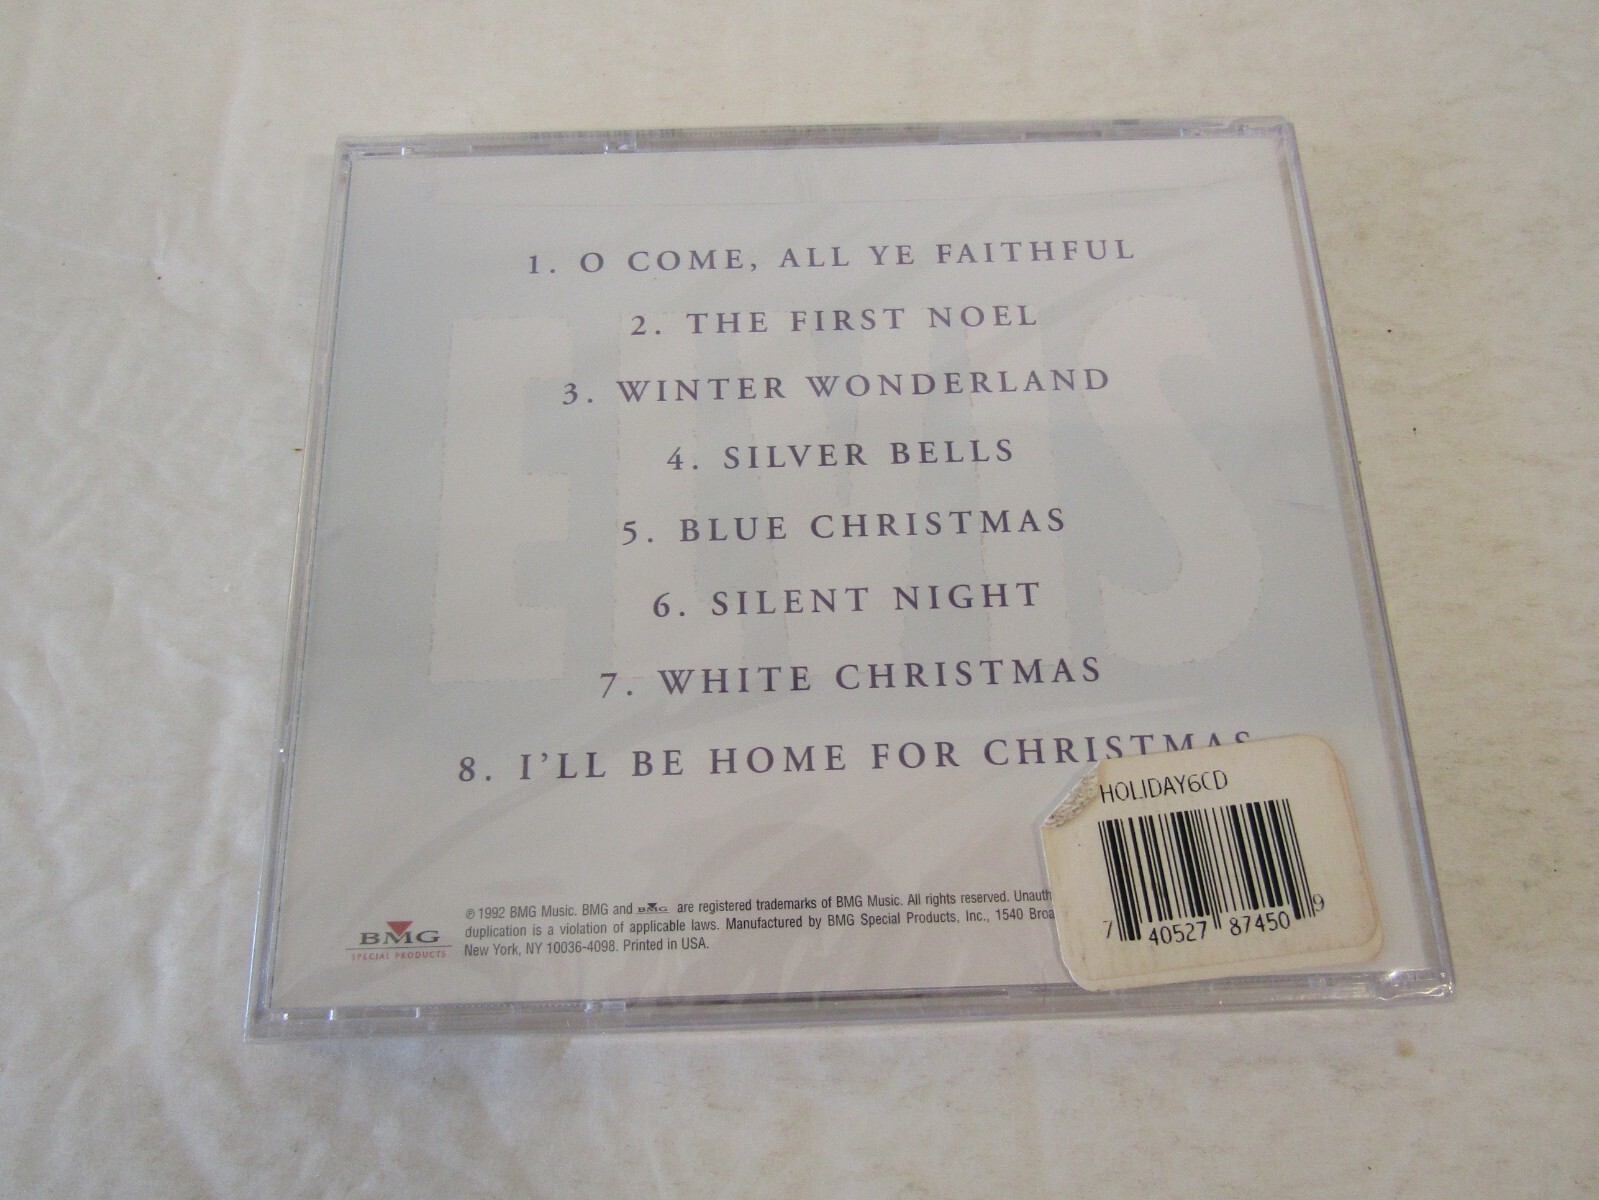 ELVIS
1. O COME, ALL YE FAITHFUL
2. THE FIRST NOEL
3. WINTER WONDERLAND
4. SILVER BELLS
5. BLUE CHRISTMAS
6. SILENT NIGHT
7. WHITE CHRISTMAS
8. I'LL BE HOME FOR CHRISTMAS
HOLIDAY6CD
7 40527 87450 9
BMG
SPECIAL PRODUCTS
℗ 1992 BMG Music. BMG and BMG are registered trademarks of BMG Music. All rights reserved. Unauth
duplication is a violation of applicable laws. Manufactured by BMG Special Products, Inc., 1540 Broa
New York, NY 10036-4098. Printed in USA.